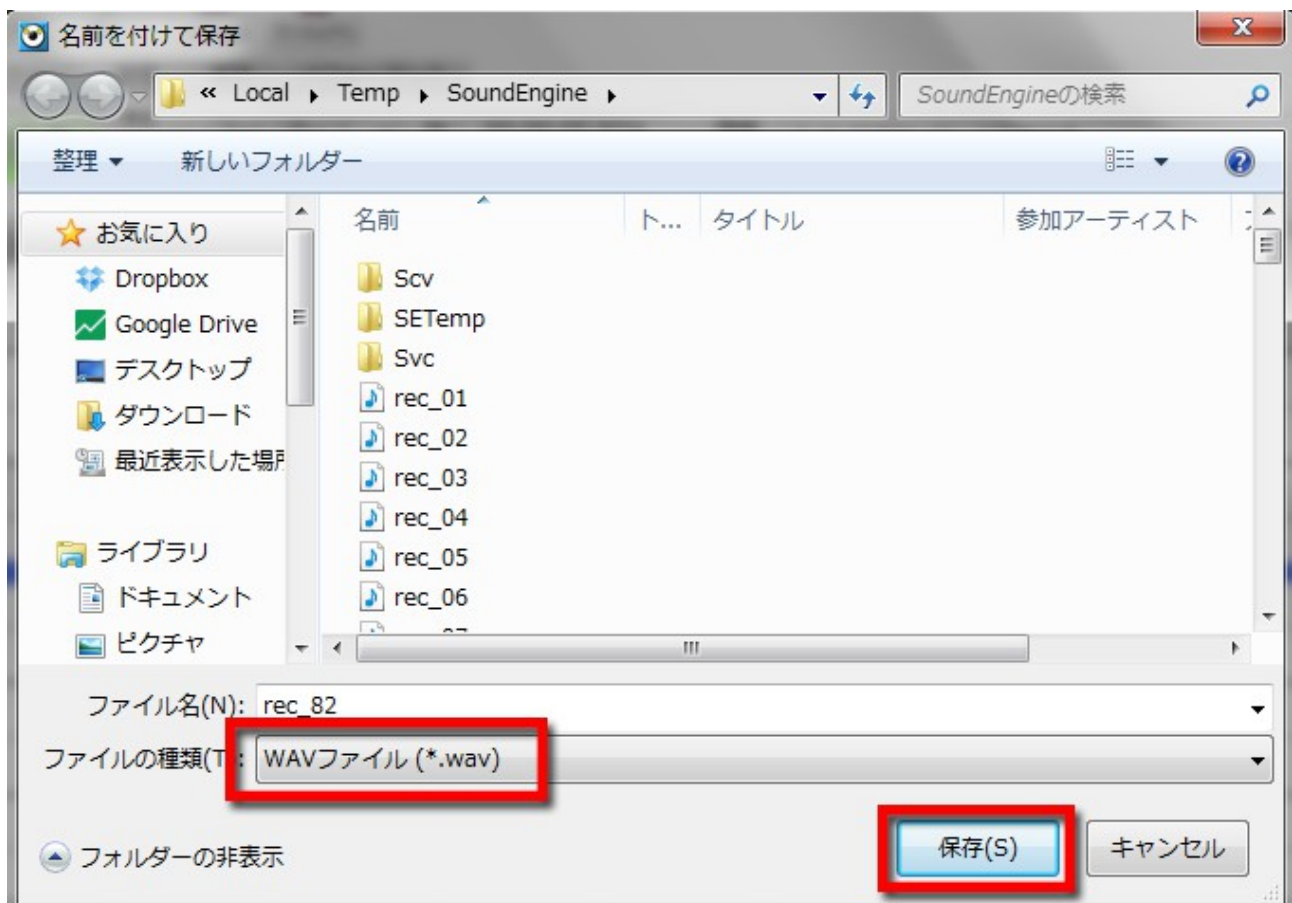 名前を付けて保存
« Local ▸ Temp ▸ SoundEngine ▸
SoundEngineの検索
整理 ▼ 新しいフォルダー
お気に入り
Dropbox
Google Drive
デスクトップ
ダウンロード
最近表示した場所
ライブラリ
ドキュメント
ピクチャ
名前 ト... タイトル 参加アーティスト
Scv
SETemp
Svc
rec_01
rec_02
rec_03
rec_04
rec_05
rec_06
ファイル名(N): rec_82
ファイルの種類(T): WAVファイル (*.wav)
フォルダーの非表示
保存(S) キャンセル